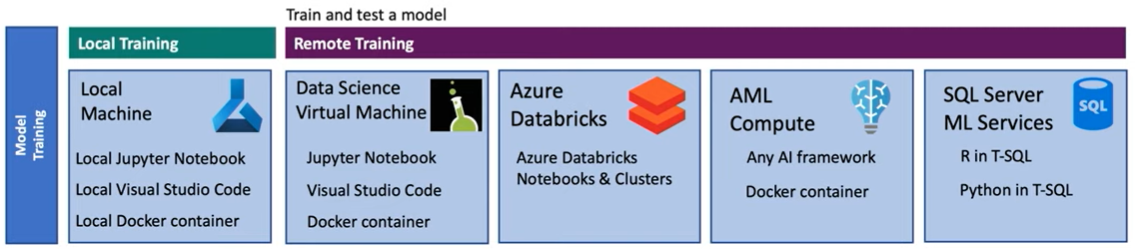 Train and test a model
Model
Training
Local Training
Remote Training
Local
Machine
Local Jupyter Notebook
Local Visual Studio Code
Local Docker container
Data Science
Virtual Machine
Jupyter Notebook
Visual Studio Code
Docker container
Azure
Databricks
Azure Databricks
Notebooks & Clusters
AML
Compute
Any AI framework
Docker container
SQL Server
ML Services
SQL
R in T-SQL
Python in T-SQL